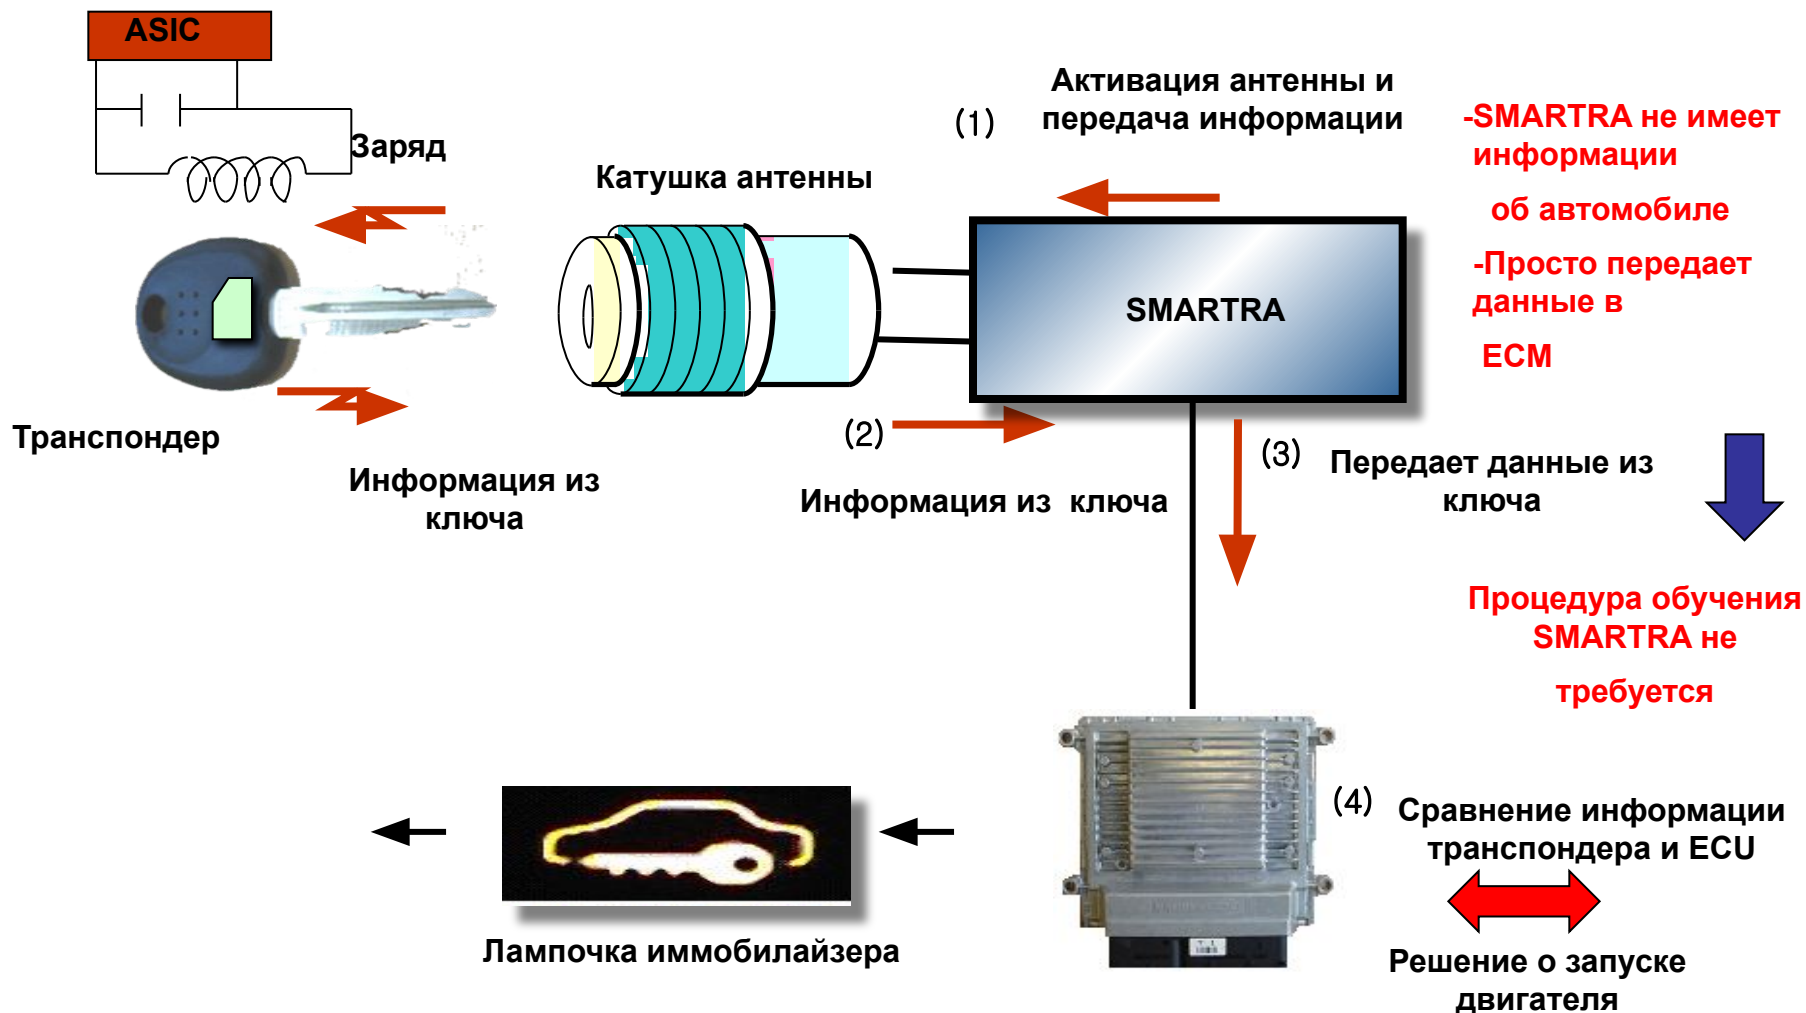 ASIC
Заряд
Катушка антенны
(1)
Активация антенны и
передача информации
-SMARTRA не имеет
информации
об автомобиле
-Просто передает
данные в
ECM
SMARTRA
Транспондер
Информация из
ключа
(2)
Информация из ключа
(3)
Передает данные из
ключа
Процедура обучения
SMARTRA не
требуется
(4)
Сравнение информации
транспондера и ECU
Решение о запуске
двигателя
Лампочка иммобилайзера